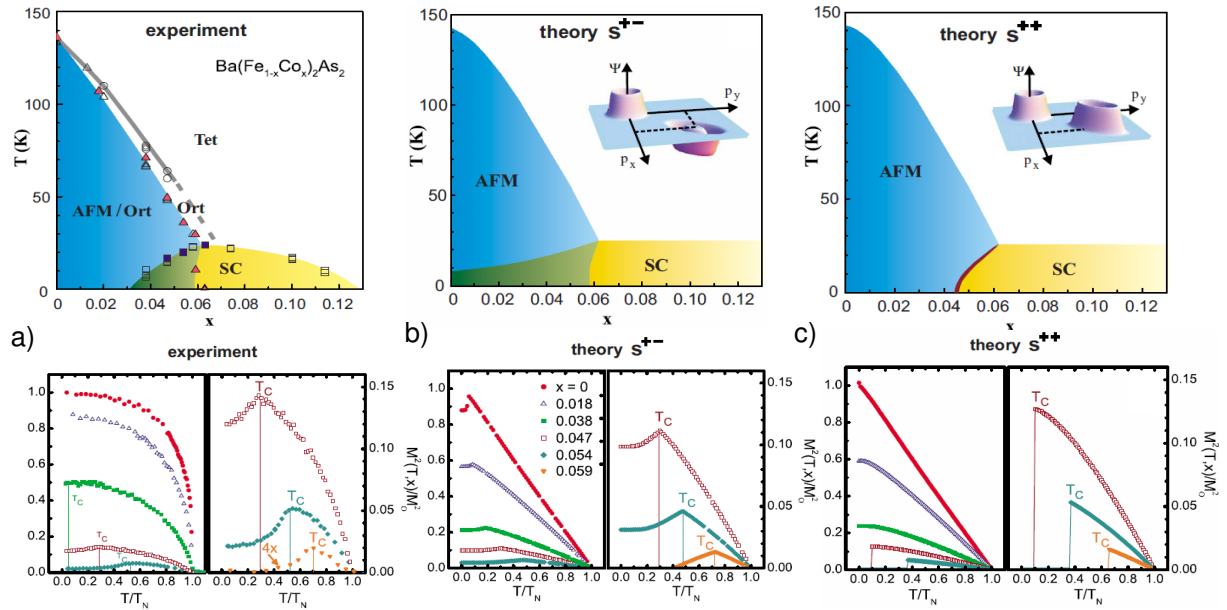 experiment
Ba(Fe1-xCox)2As2
T (K)
150
100
50
0
Tet
AFM/Ort
Ort
SC
0
0.02
0.04
0.06
0.08
0.10
0.12
x
theory s+−
T (K)
150
100
50
0
Ψ
py
px
AFM
SC
0
0.02
0.04
0.06
0.08
0.10
0.12
x
theory s++
T (K)
150
100
50
0
Ψ
py
px
AFM
SC
0
0.02
0.04
0.06
0.08
0.10
0.12
x
a)
experiment
1.0
0.8
0.6
0.4
0.2
0.0
TC
TC
TC
0.0 0.2 0.4 0.6 0.8 1.0
T/TN
TC
TC
TC
4x
0.15
0.10
0.05
0.00
M2(T,x)/M2O
0.0 0.2 0.4 0.6 0.8 1.0
T/TN
b)
theory s+−
1.0
0.8
0.6
0.4
0.2
0.0
x = 0
0.018
0.038
0.047
0.054
0.059
0.0 0.2 0.4 0.6 0.8 1.0
T/TN
TC
TC
TC
0.15
0.10
0.05
0.00
M2(T,x)/M2O
0.0 0.2 0.4 0.6 0.8 1.0
T/TN
c)
theory s++
1.0
0.8
0.6
0.4
0.2
0.0
0.0 0.2 0.4 0.6 0.8 1.0
T/TN
TC
TC
TC
0.15
0.10
0.05
0.00
M2(T,x)/M2O
0.0 0.2 0.4 0.6 0.8 1.0
T/TN